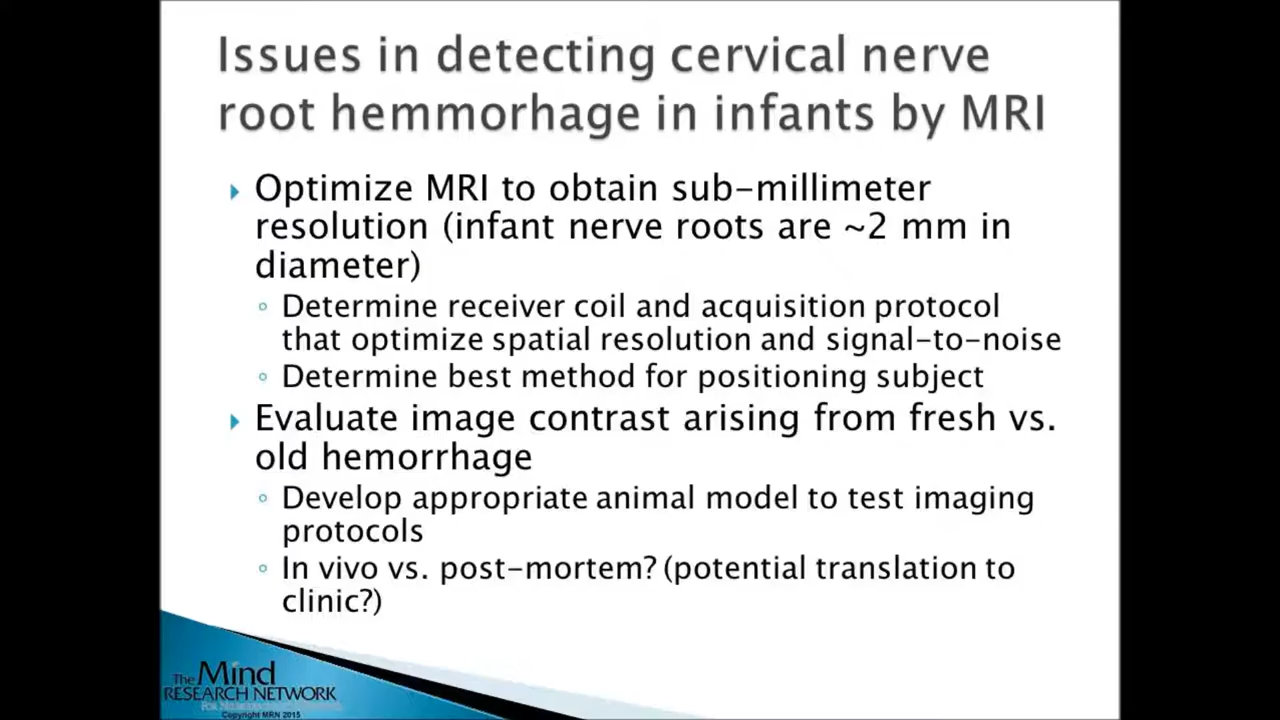 Issues in detecting cervical nerve
root hemmorhage in infants by MRI
Optimize MRI to obtain sub-millimeter
resolution (infant nerve roots are ~2 mm in
diameter)
Determine receiver coil and acquisition protocol
that optimize spatial resolution and signal-to-noise
Determine best method for positioning subject
Evaluate image contrast arising from fresh vs.
old hemorrhage
Develop appropriate animal model to test imaging
protocols
In vivo vs. post-mortem? (potential translation to
clinic?)
The Mind
RESEARCH NETWORK
Copyright MRN 2015